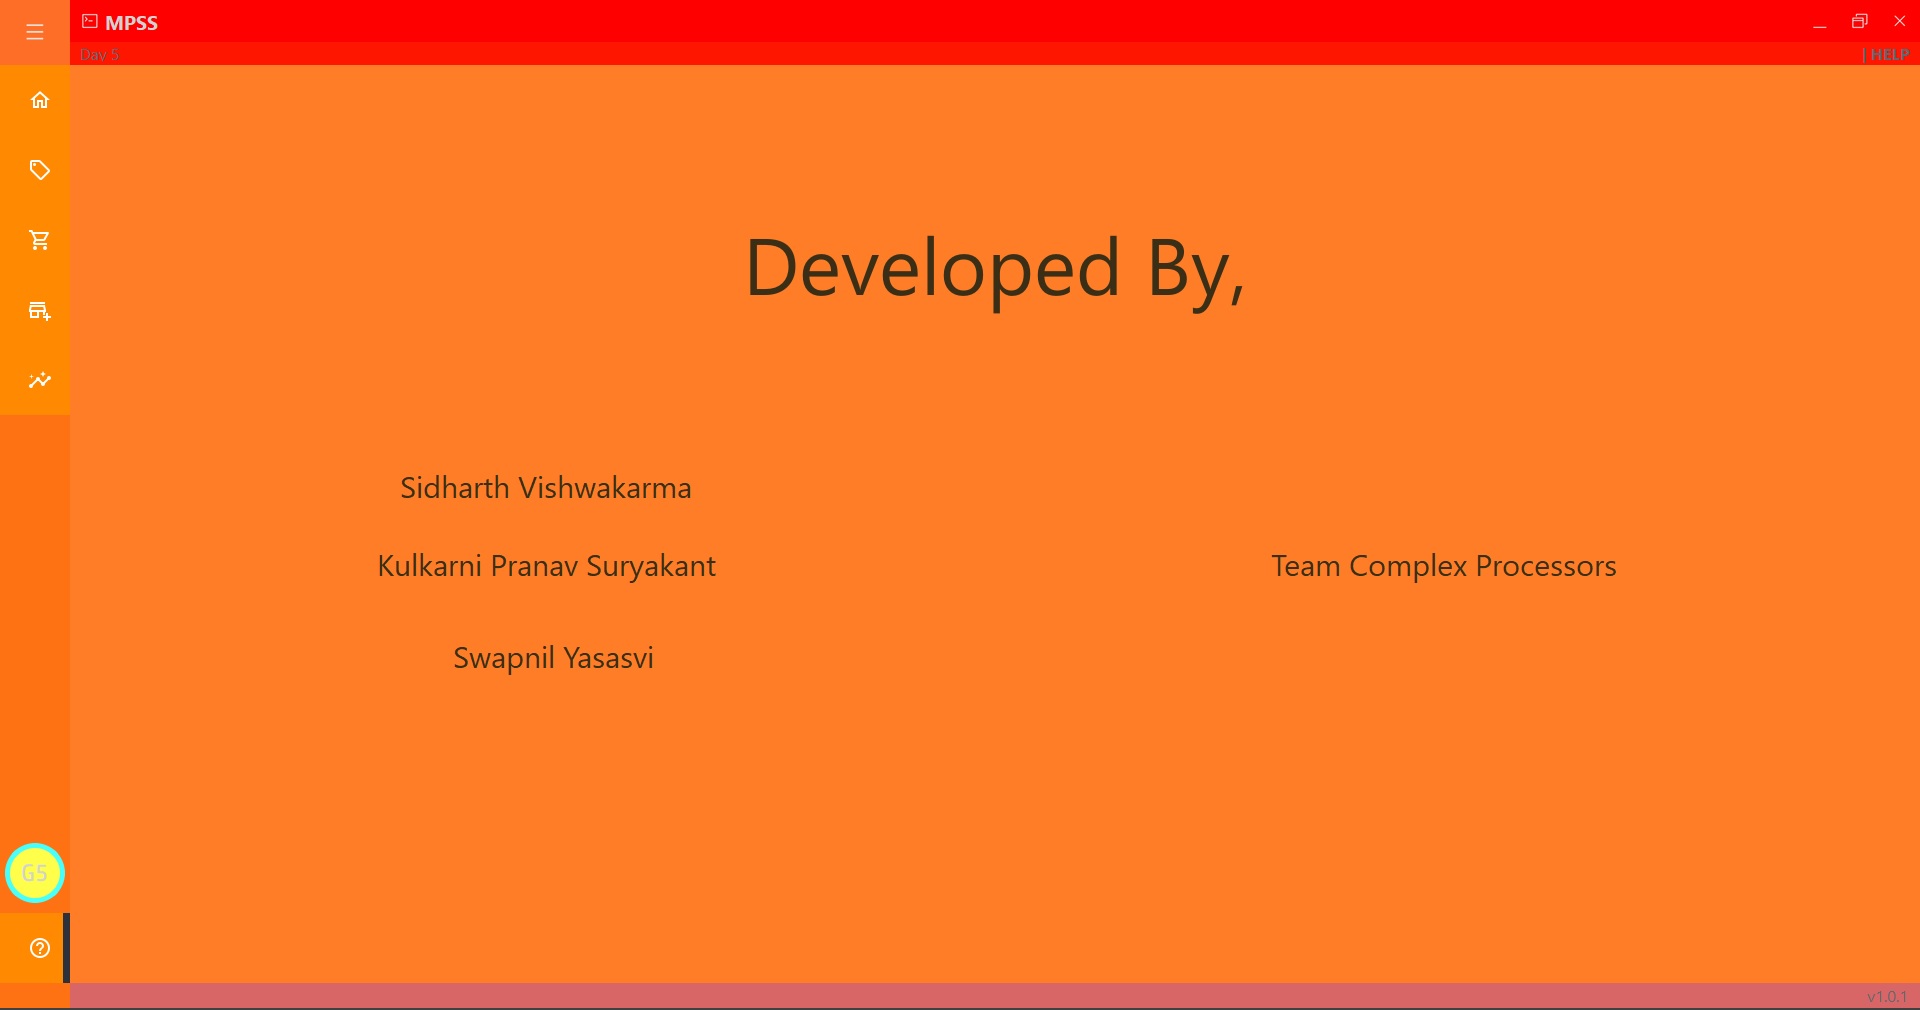 MPSS
Day 5
| HELP
Developed By,
Sidharth Vishwakarma
Kulkarni Pranav Suryakant
Team Complex Processors
Swapnil Yasasvi
G5
v1.0.1